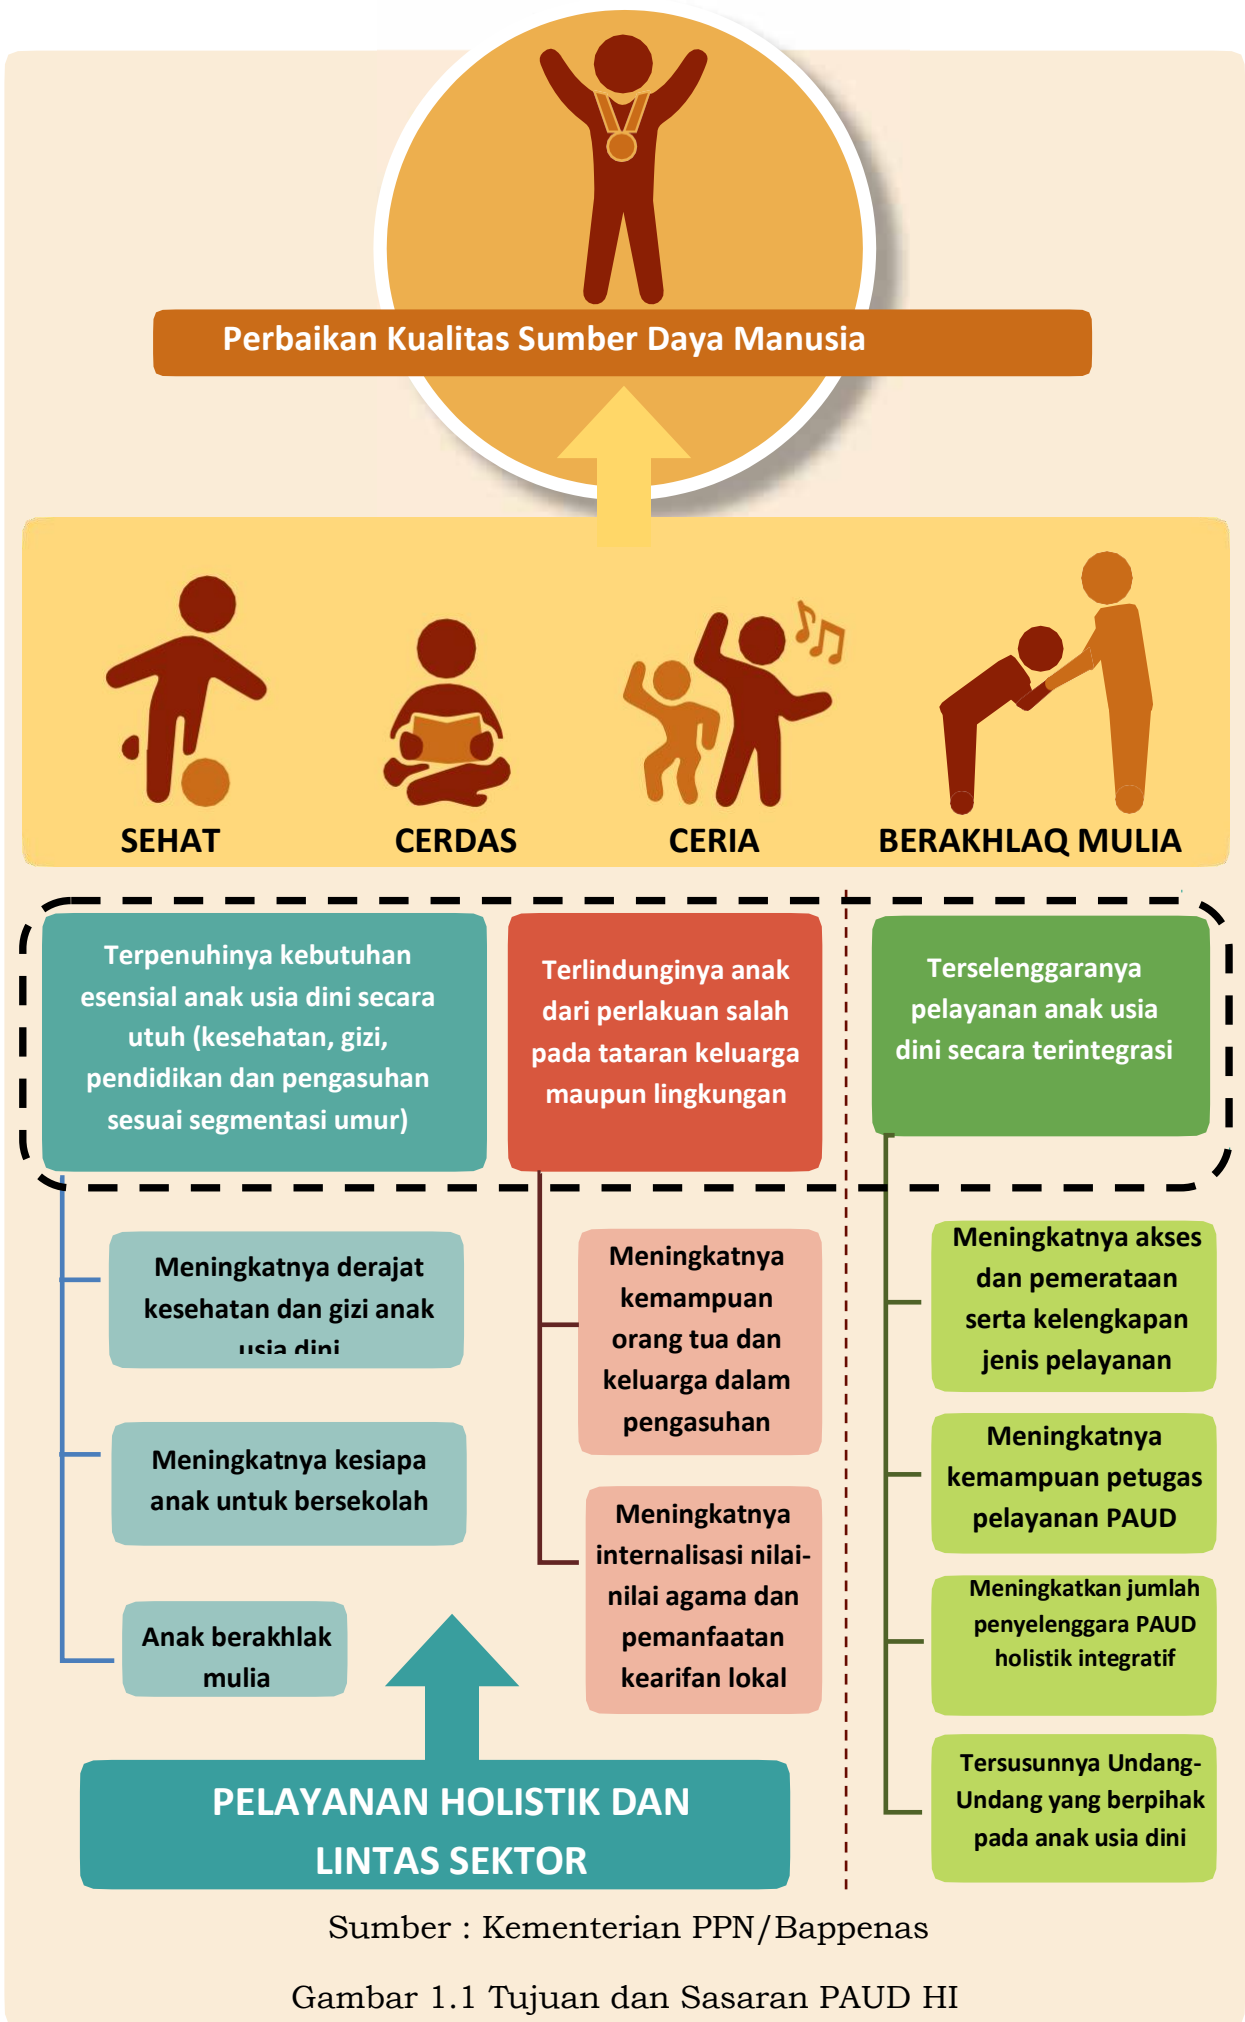 Perbaikan Kualitas Sumber Daya Manusia
SEHAT
CERDAS
CERIA
BERAKHLAQ MULIA
Terpenuhinya kebutuhan
esensial anak usia dini secara
utuh (kesehatan, gizi,
pendidikan dan pengasuhan
sesuai segmentasi umur)
Terlindunginya anak
dari perlakuan salah
pada tataran keluarga
maupun lingkungan
Terselenggaranya
pelayanan anak usia
dini secara terintegrasi
Meningkatnya derajat
kesehatan dan gizi anak
usia dini
Meningkatnya kesiapa
anak untuk bersekolah
Anak berakhlak
mulia
Meningkatnya
kemampuan
orang tua dan
keluarga dalam
pengasuhan
Meningkatnya
internalisasi nilai-
nilai agama dan
pemanfaatan
kearifan lokal
Meningkatnya akses
dan pemerataan
serta kelengkapan
jenis pelayanan
Meningkatnya
kemampuan petugas
pelayanan PAUD
Meningkatkan jumlah
penyelenggara PAUD
holistik integratif
Tersusunnya Undang-
Undang yang berpihak
pada anak usia dini
PELAYANAN HOLISTIK DAN
LINTAS SEKTOR
Sumber : Kementerian PPN/Bappenas
Gambar 1.1 Tujuan dan Sasaran PAUD HI